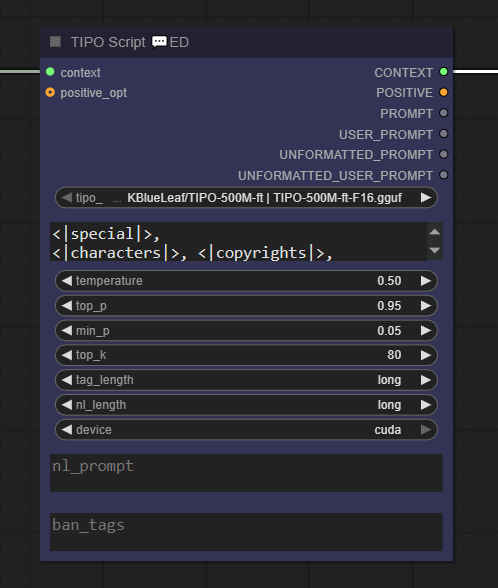 TIPO Script 💬ED
context
CONTEXT
positive_opt
POSITIVE
PROMPT
USER_PROMPT
UNFORMATTED_PROMPT
UNFORMATTED_USER_PROMPT
tipo_ ... KBlueLeaf/TIPO-500M-ft | TIPO-500M-ft-F16.gguf
<|special|>,
<|characters|>, <|copyrights|>,
temperature 0.50
top_p 0.95
min_p 0.05
top_k 80
tag_length long
nl_length long
device cuda
nl_prompt
ban_tags